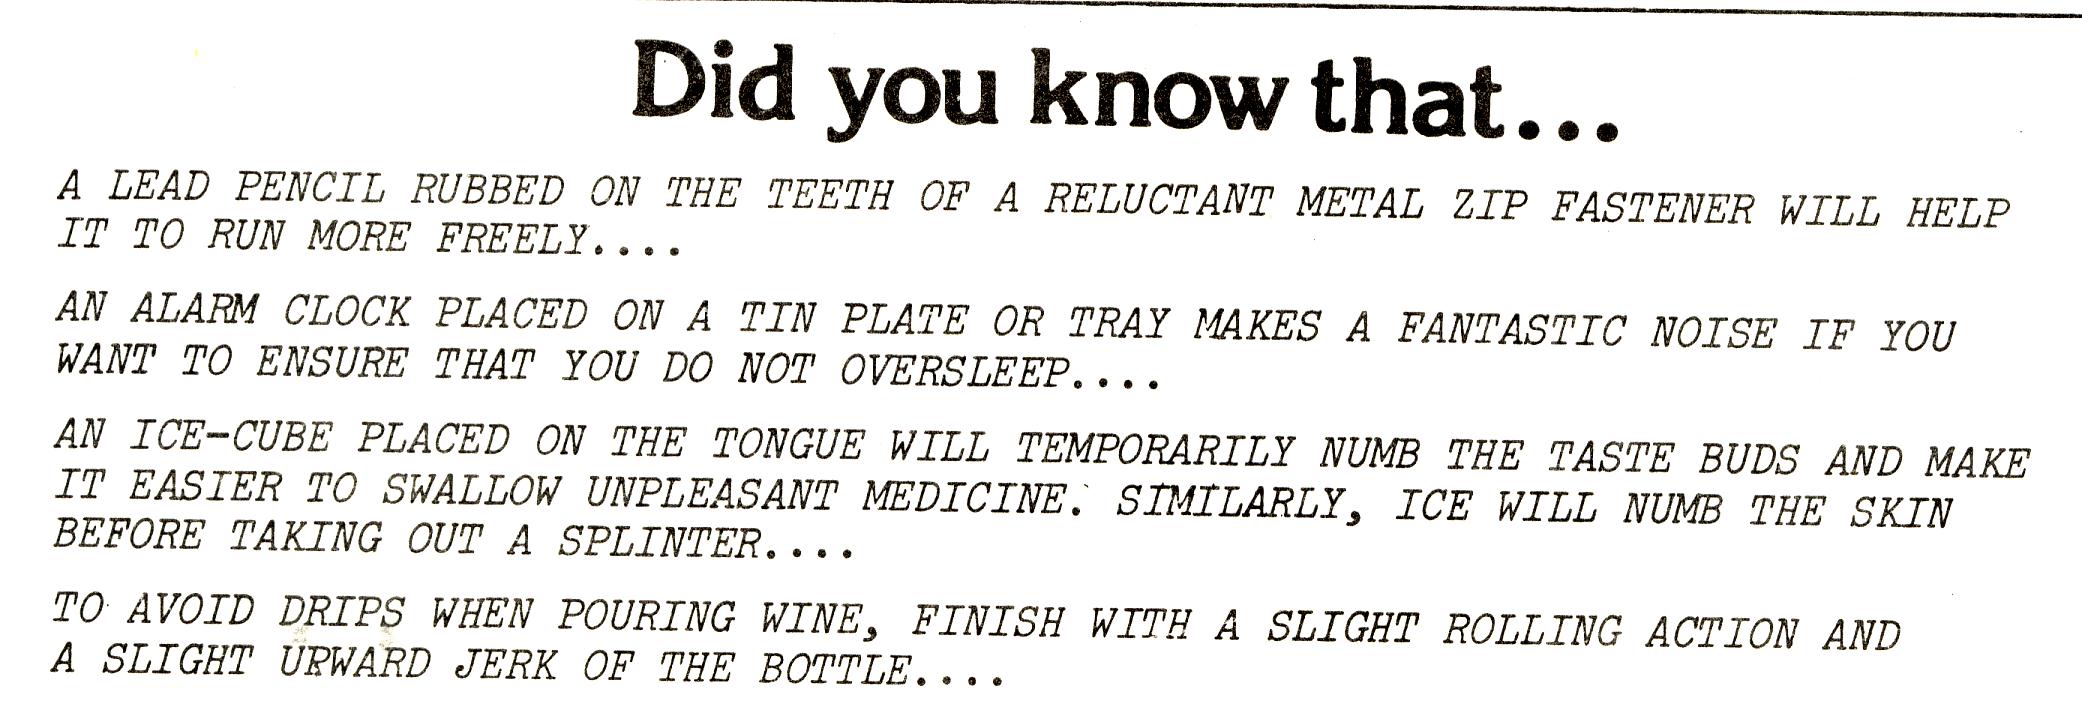 Did you know that...
A LEAD PENCIL RUBBED ON THE TEETH OF A RELUCTANT METAL ZIP FASTENER WILL HELP
IT TO RUN MORE FREELY....
AN ALARM CLOCK PLACED ON A TIN PLATE OR TRAY MAKES A FANTASTIC NOISE IF YOU
WANT TO ENSURE THAT YOU DO NOT OVERSLEEP....
AN ICE-CUBE PLACED ON THE TONGUE WILL TEMPORARILY NUMB THE TASTE BUDS AND MAKE
IT EASIER TO SWALLOW UNPLEASANT MEDICINE. SIMILARLY, ICE WILL NUMB THE SKIN
BEFORE TAKING OUT A SPLINTER....
TO AVOID DRIPS WHEN POURING WINE, FINISH WITH A SLIGHT ROLLING ACTION AND
A SLIGHT UPWARD JERK OF THE BOTTLE....